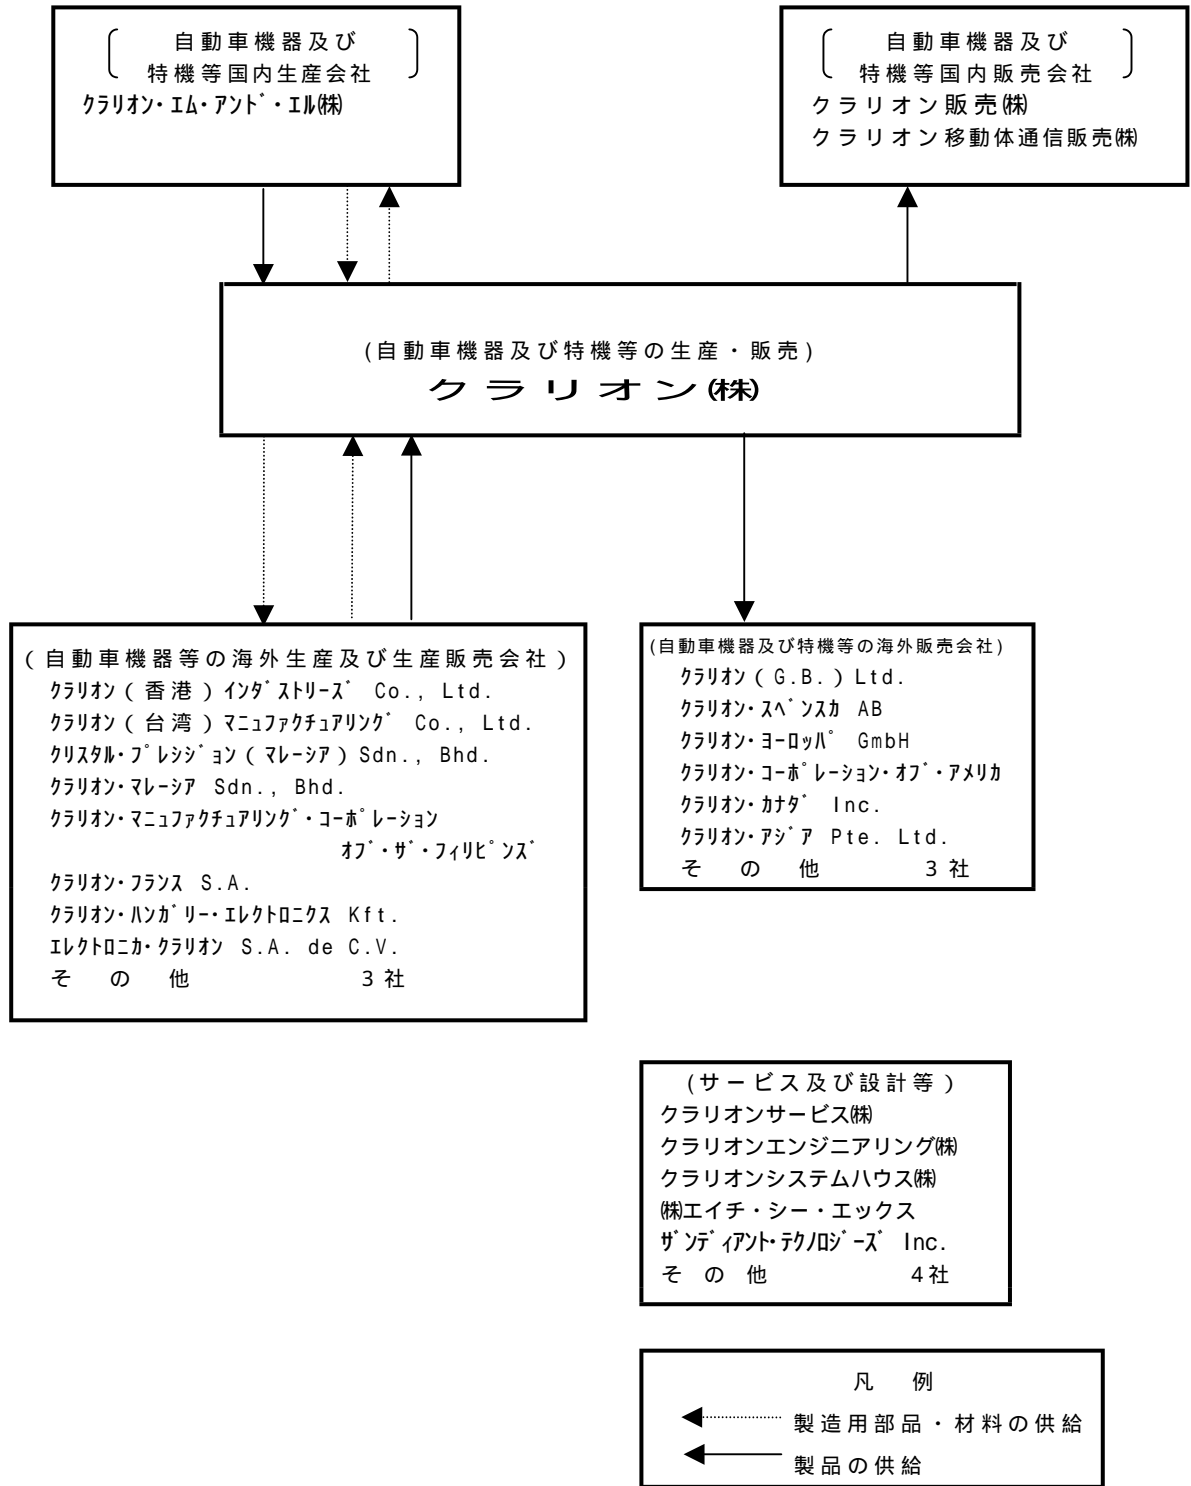 自動車機器及び
特機等国内生産会社
ｸﾗﾘｵﾝ･ｴﾑ･ｱﾝﾄﾞ･ｴﾙ㈱
自動車機器及び
特機等国内販売会社
クラリオン販売㈱
クラリオン移動体通信販売㈱
(自動車機器及び特機等の生産・販売)
クラリオン㈱
(自動車機器等の海外生産及び生産販売会社)
ｸﾗﾘｵﾝ(香港)ｲﾝﾀﾞｽﾄﾘｰｽﾞ Co., Ltd.
ｸﾗﾘｵﾝ(台湾)ﾏﾆｭﾌｧｸﾁｭｱﾘﾝｸﾞ Co., Ltd.
ｸﾘｽﾀﾙ･ﾌﾟﾚｼｼﾞｮﾝ(ﾏﾚｰｼｱ)Sdn., Bhd.
ｸﾗﾘｵﾝ･ﾏﾚｰｼｱ Sdn., Bhd.
ｸﾗﾘｵﾝ･ﾏﾆｭﾌｧｸﾁｭｱﾘﾝｸﾞ･ｺｰﾎﾟﾚｰｼｮﾝ
ｵﾌﾞ･ｻﾞ･ﾌｨﾘﾋﾟﾝｽﾞ
ｸﾗﾘｵﾝ･ﾌﾗﾝｽ S.A.
ｸﾗﾘｵﾝ･ﾊﾝｶﾞﾘｰ･ｴﾚｸﾄﾛﾆｸｽ Kft.
ｴﾚｸﾄﾛﾆｶ･ｸﾗﾘｵﾝ S.A. de C.V.
その他 3社
(自動車機器及び特機等の海外販売会社)
ｸﾗﾘｵﾝ(G.B.)Ltd.
ｸﾗﾘｵﾝ･ｽﾍﾞﾝｽｶ AB
ｸﾗﾘｵﾝ･ﾖｰﾛｯﾊﾟ GmbH
ｸﾗﾘｵﾝ･ｺｰﾎﾟﾚｰｼｮﾝ･ｵﾌﾞ･ｱﾒﾘｶ
ｸﾗﾘｵﾝ･ｶﾅﾀﾞ Inc.
ｸﾗﾘｵﾝ･ｱｼﾞｱ Pte. Ltd.
その他 3社
(サービス及び設計等)
クラリオンサービス㈱
クラリオンエンジニアリング㈱
クラリオンシステムハウス㈱
㈱エイチ・シー・エックス
ｻﾞﾝﾃﾞｨｱﾝﾄ･ﾃｸﾉﾛｼﾞｰｽﾞ Inc.
その他 4社
凡 例
製造用部品・材料の供給
製品の供給